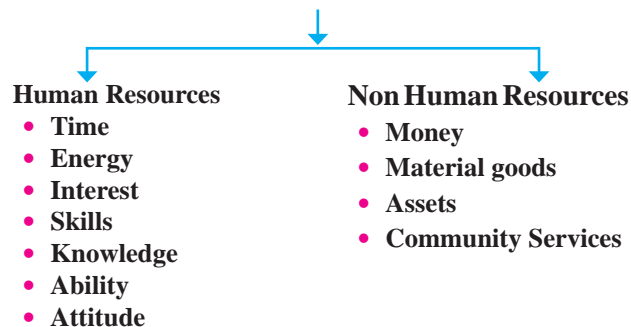 Human Resources
• Time
• Energy
• Interest
• Skills
• Knowledge
• Ability
• Attitude
Non Human Resources
• Money
• Material goods
• Assets
• Community Services